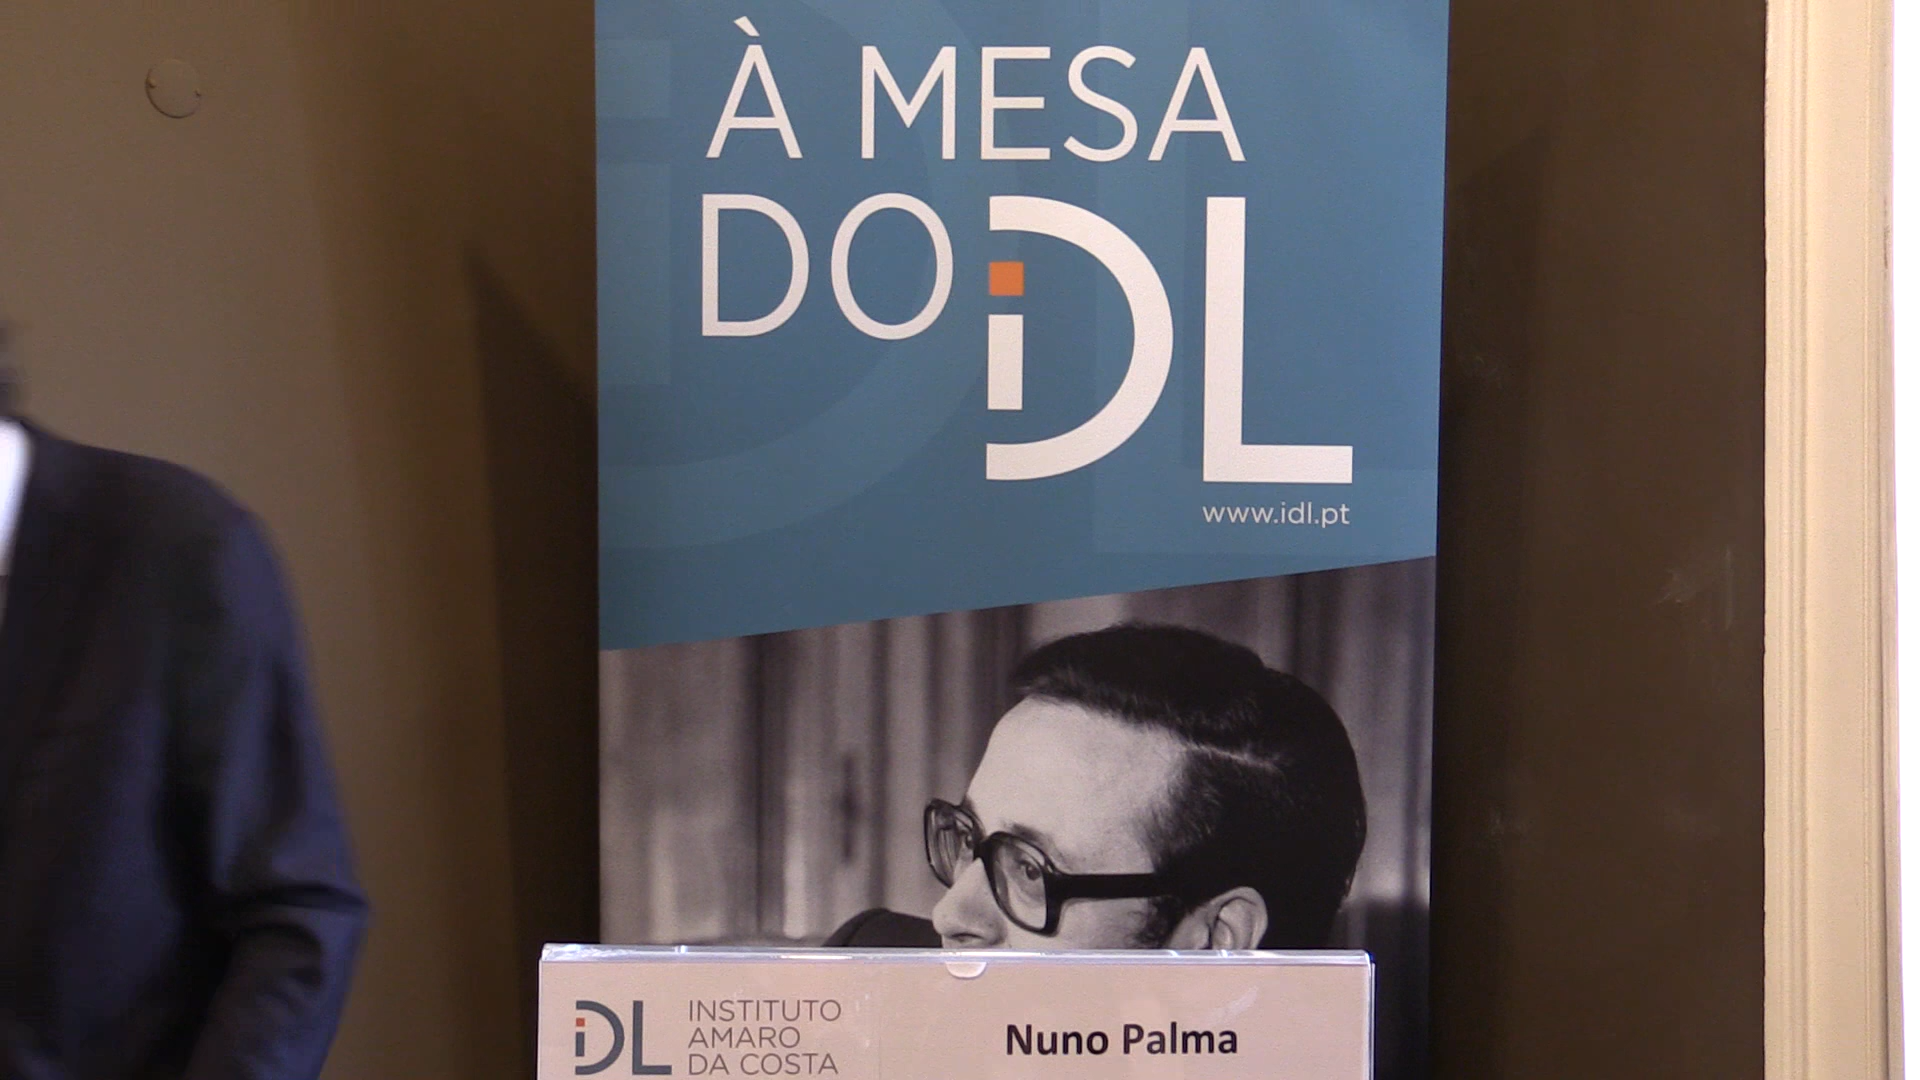 À MESA
DO iDL
www.idl.pt
iDL
INSTITUTO
AMARO
DA COSTA
Nuno Palma